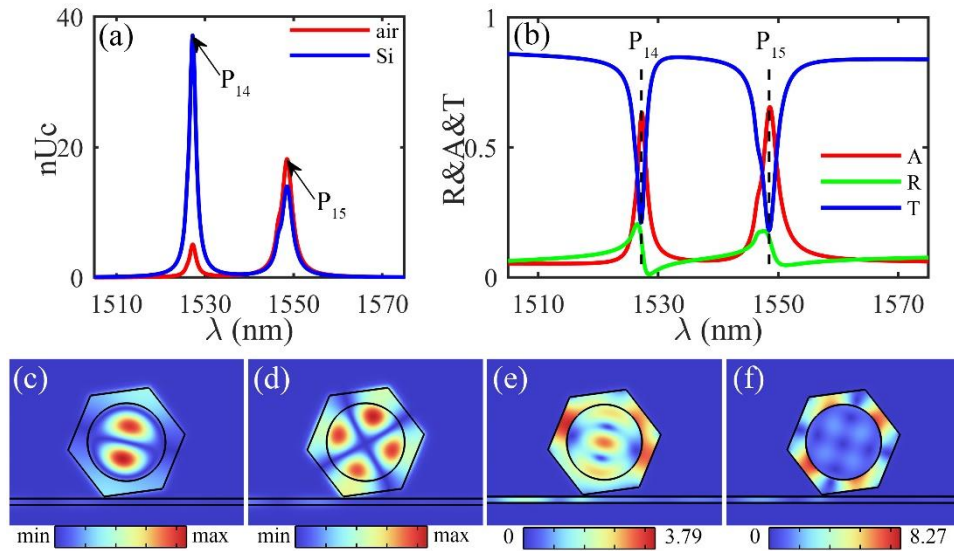 (a)
air
Si
P14
P15
nUc
40
20
0
1510 1530 1550 1570
λ (nm)
(b)
P14 P15
R&A&T
1
0.5
0
A
R
T
1510 1530 1550 1570
λ (nm)
(c) (d) (e) (f)
min max min max 0 3.79 0 8.27